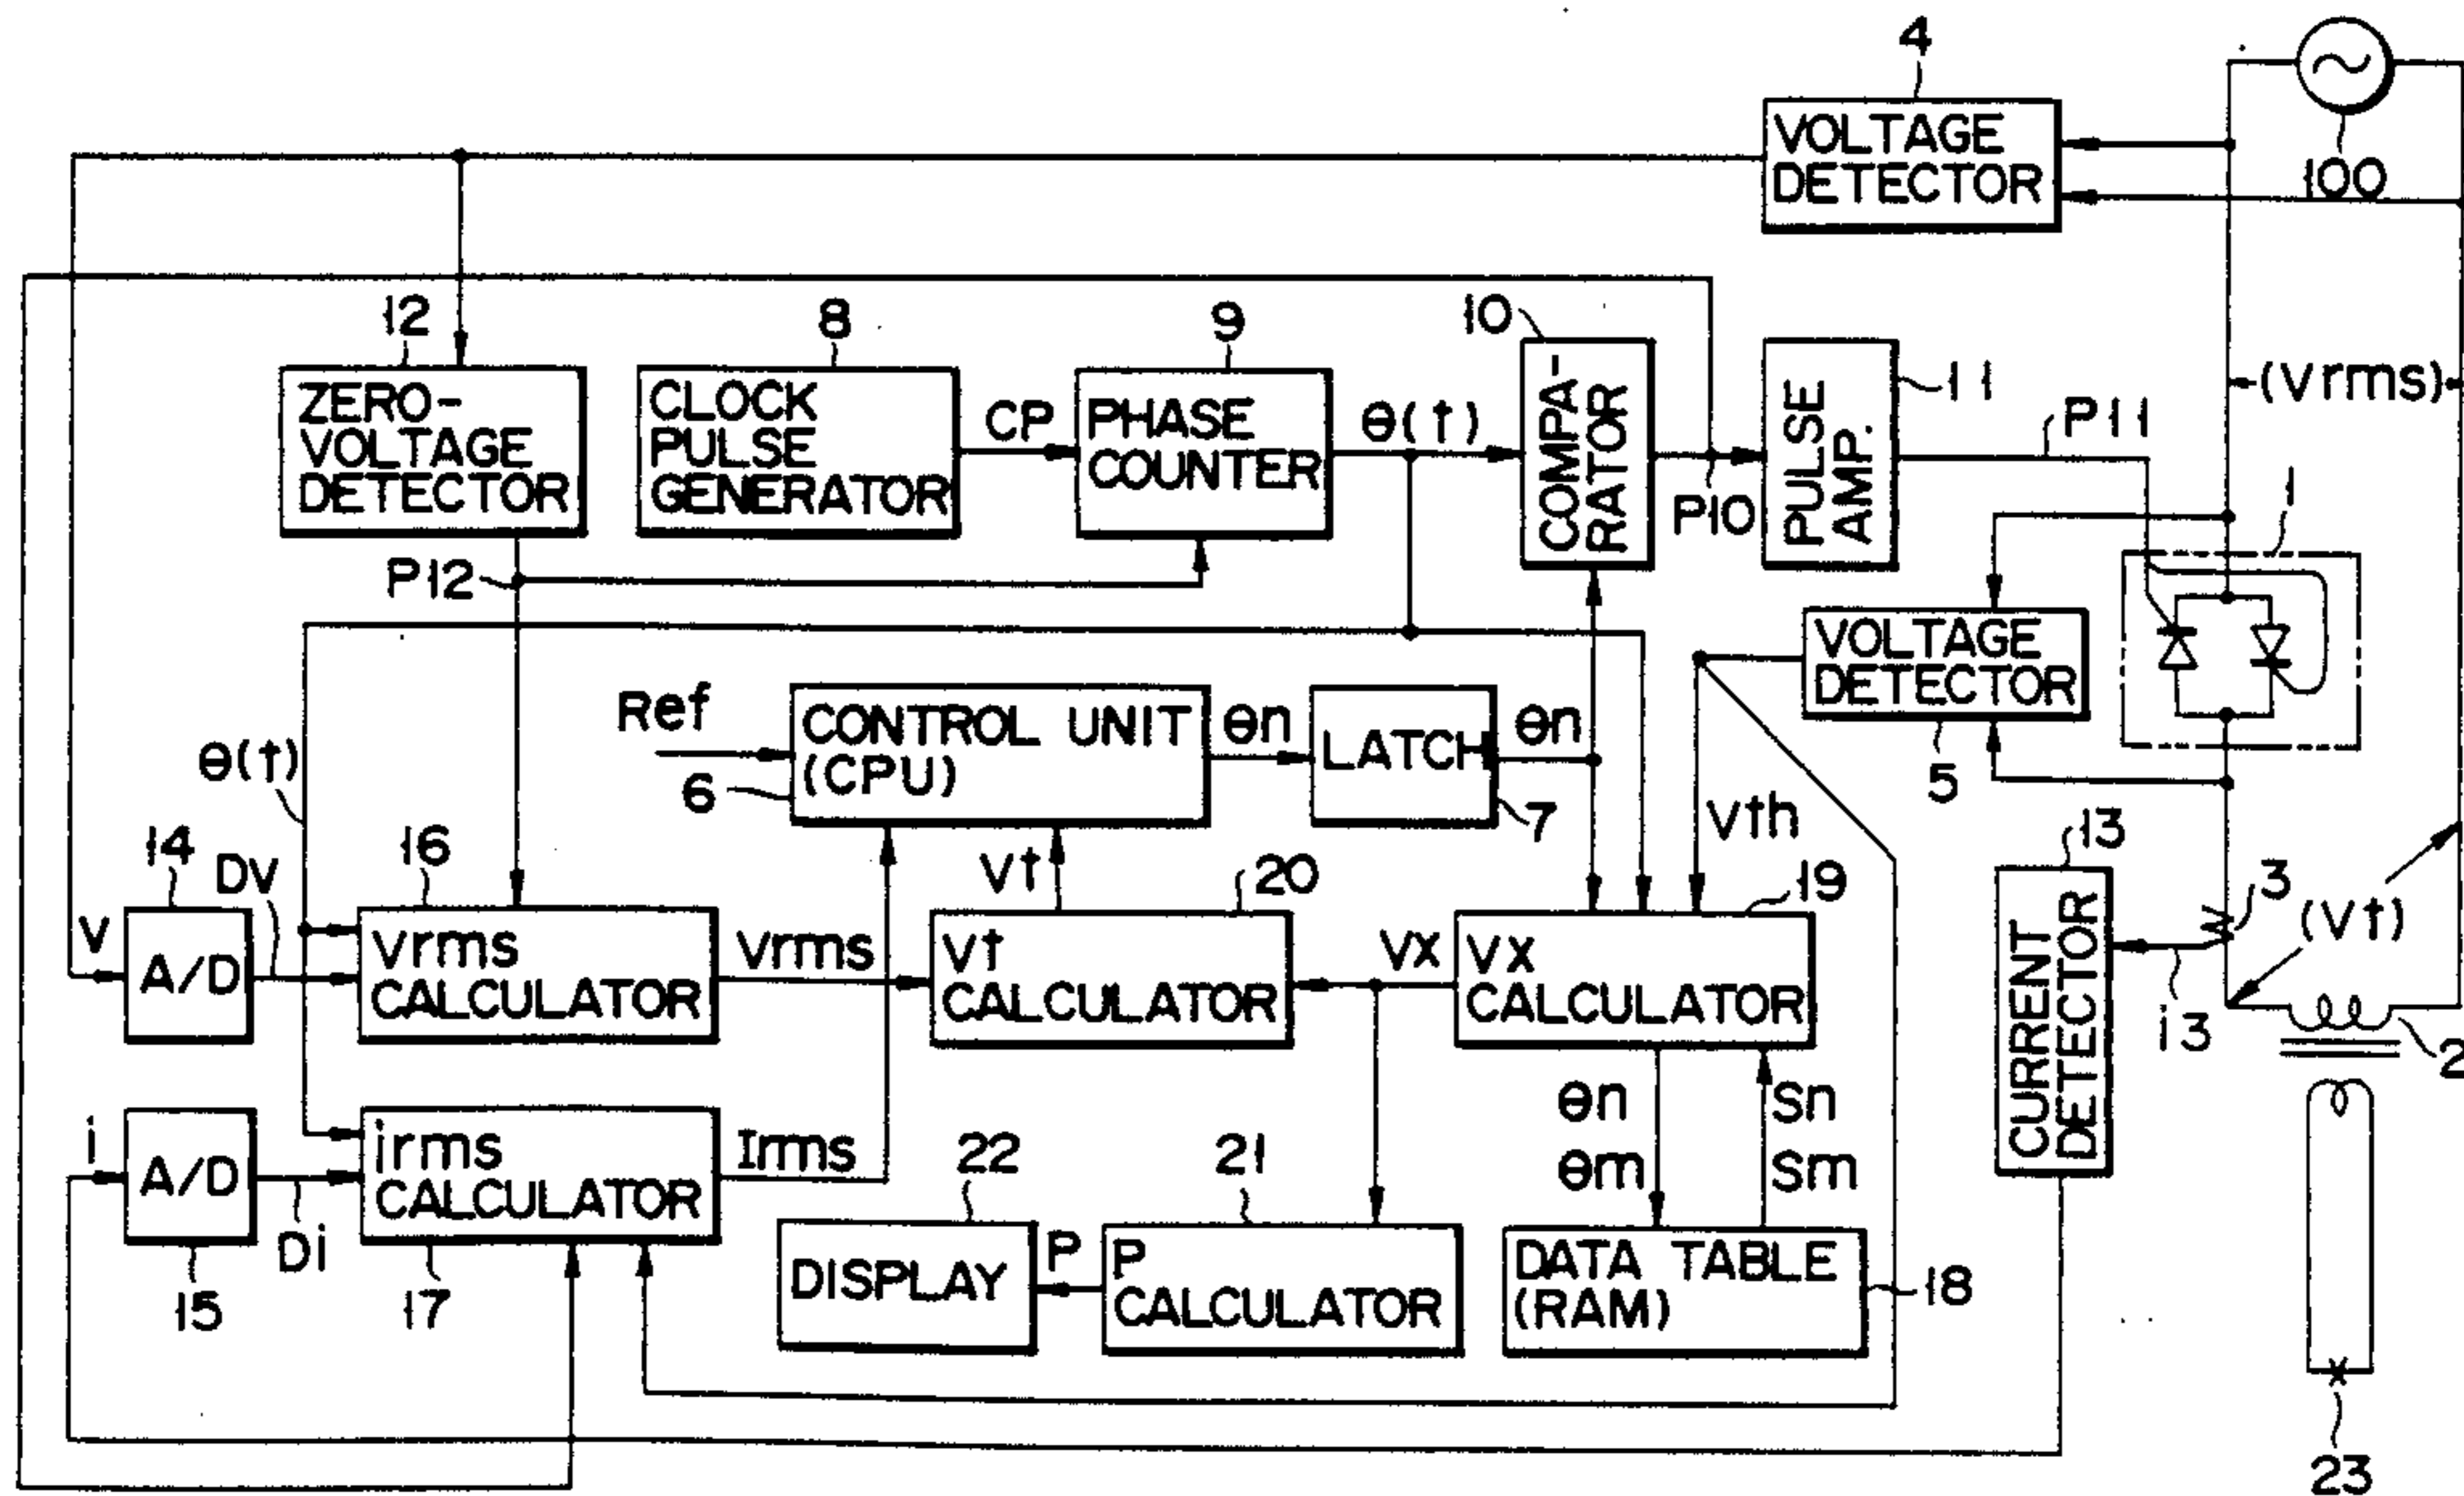 4
VOLTAGE
DETECTOR
100
12
ZERO-
VOLTAGE
DETECTOR
8
CLOCK
PULSE
GENERATOR
CP
9
PHASE
COUNTER
θ(t)
10
COMPA-
RATOR
P10
PULSE
AMP.
11
P11
(Vrms)
1
P12
VOLTAGE
DETECTOR
5
Ref
6
CONTROL UNIT
(CPU)
θn
LATCH
7
θn
θ(t)
Vth
14
V
A/D
Dv
16
Vrms
CALCULATOR
Vrms
Vt
20
Vt
CALCULATOR
Vx
19
Vx
CALCULATOR
13
CURRENT
DETECTOR
3
i3
(Vt)
2
i
A/D
15
Di
irms
CALCULATOR
17
Irms
22
DISPLAY
P
21
P
CALCULATOR
θn
θm
Sn
Sm
DATA TABLE
(RAM)
18
23